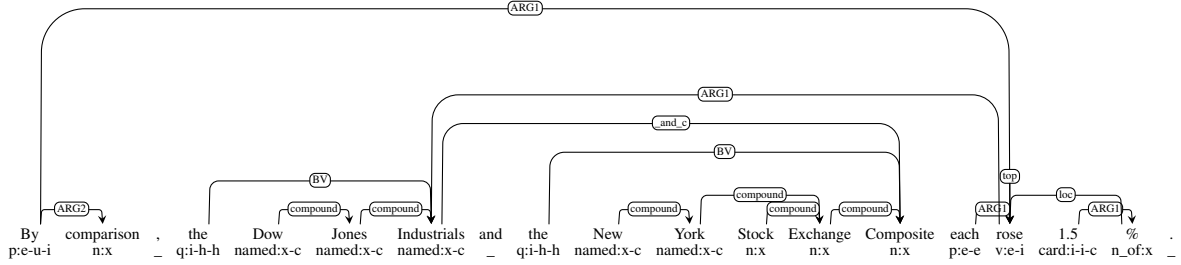 ARG1
ARG1
_and_c
BV
BV top
compound loc
ARG2 compound compound compound compound compound ARG1 ARG1
By comparison , the Dow Jones Industrials and the New York Stock Exchange Composite each rose 1.5 % .
p:e-u-i n:x _ q:i-h-h named:x-c named:x-c named:x-c _ q:i-h-h named:x-c named:x-c n:x n:x n:x p:e-e v:e-i card:i-i-c n_of:x _